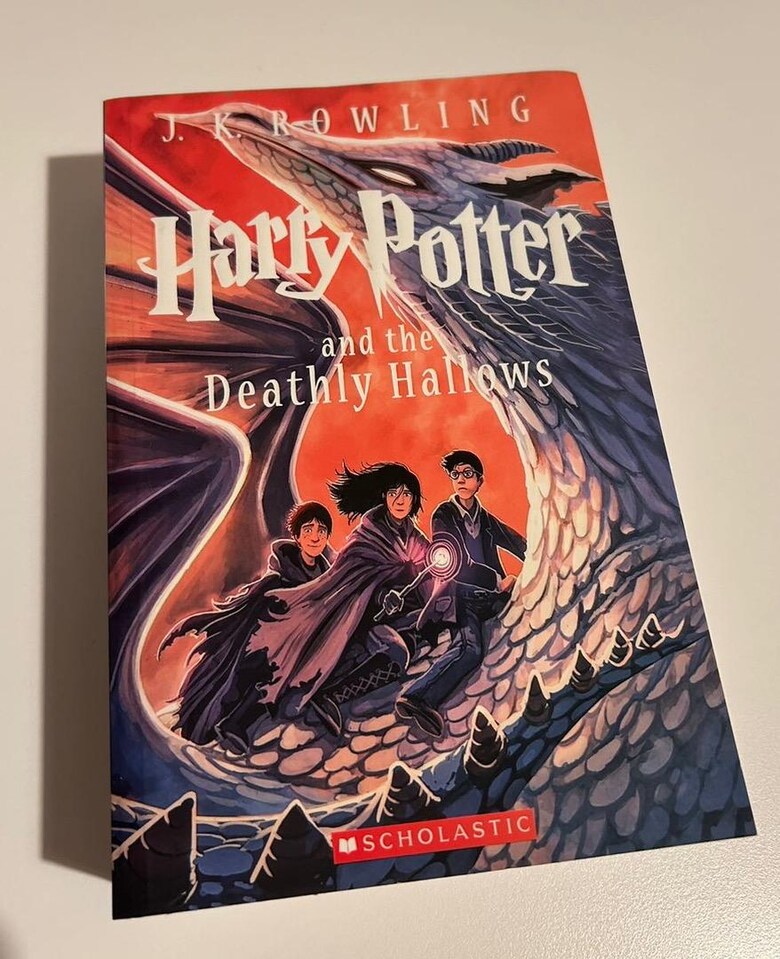 J. K. ROWLING
Harry Potter
and the
Deathly Hallows
SCHOLASTIC